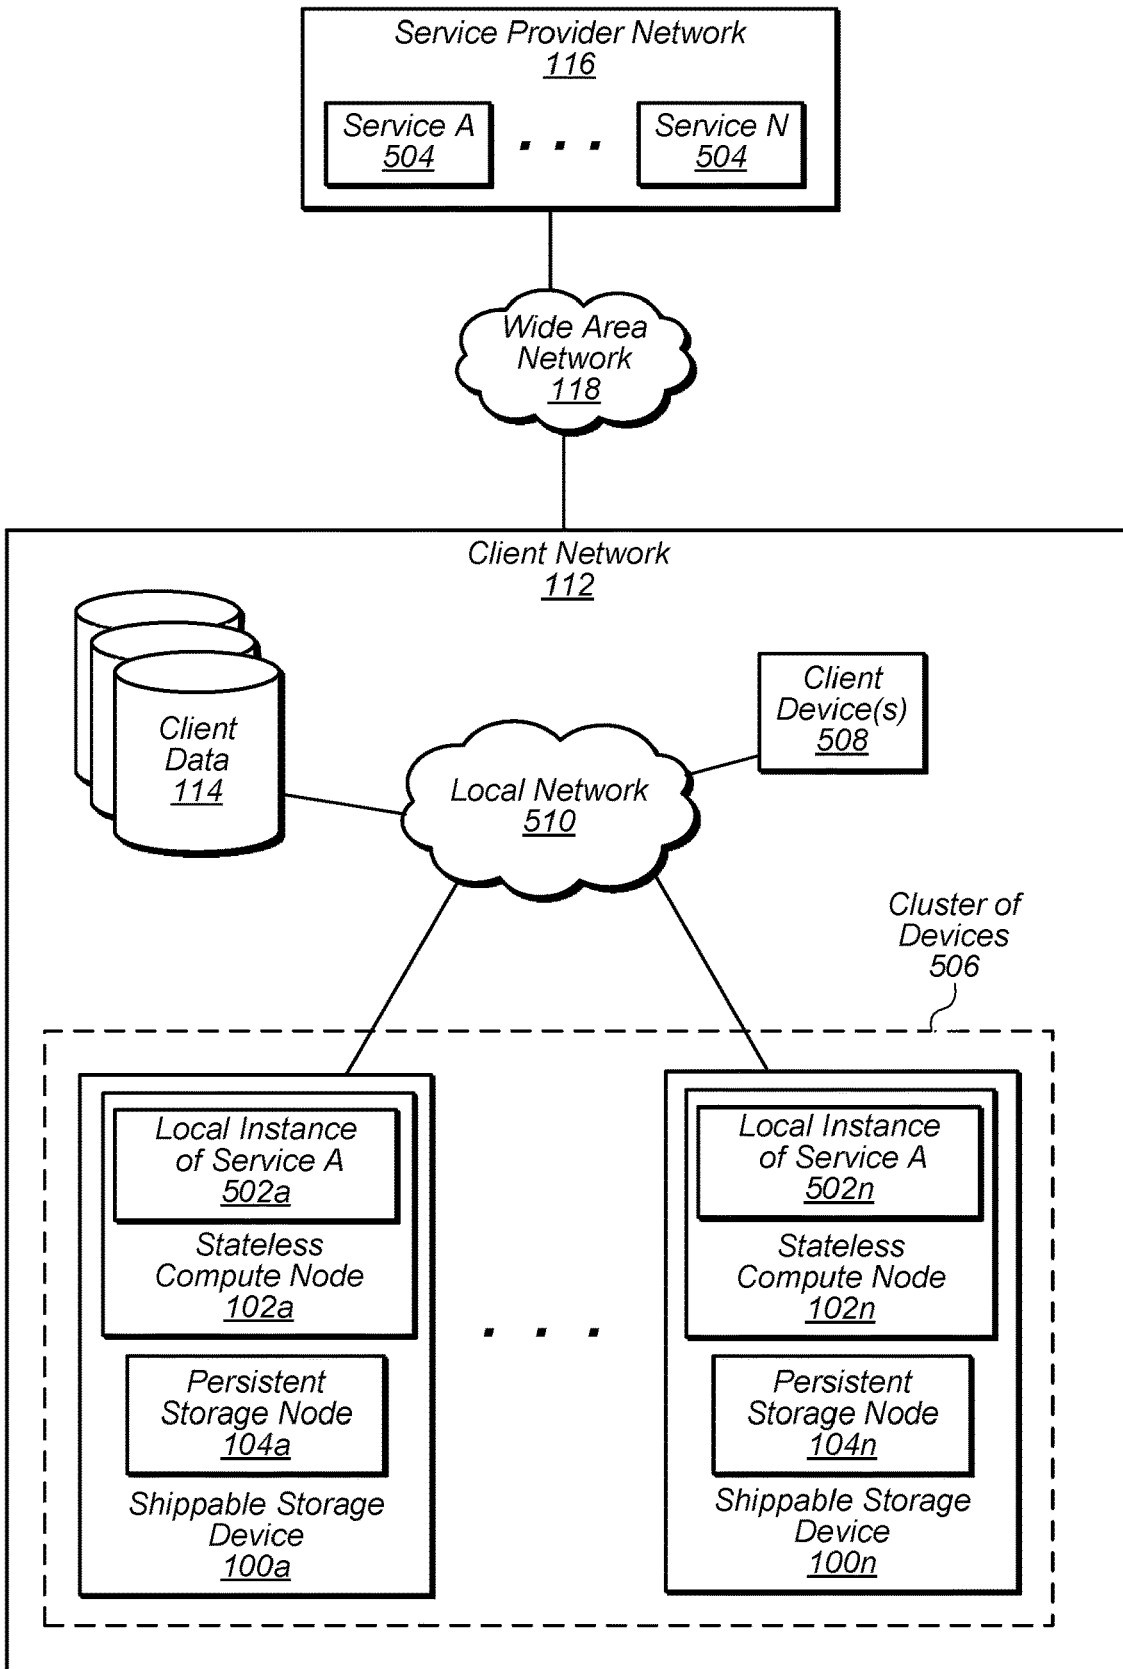 Service Provider Network
116
Service A
504
. . .
Service N
504
Wide Area
Network
118
Client Network
112
Client
Data
114
Client
Device(s)
508
Local Network
510
Cluster of
Devices
506
Local Instance
of Service A
502a
Stateless
Compute Node
102a
Persistent
Storage Node
104a
Shippable Storage
Device
100a
. . .
Local Instance
of Service A
502n
Stateless
Compute Node
102n
Persistent
Storage Node
104n
Shippable Storage
Device
100n